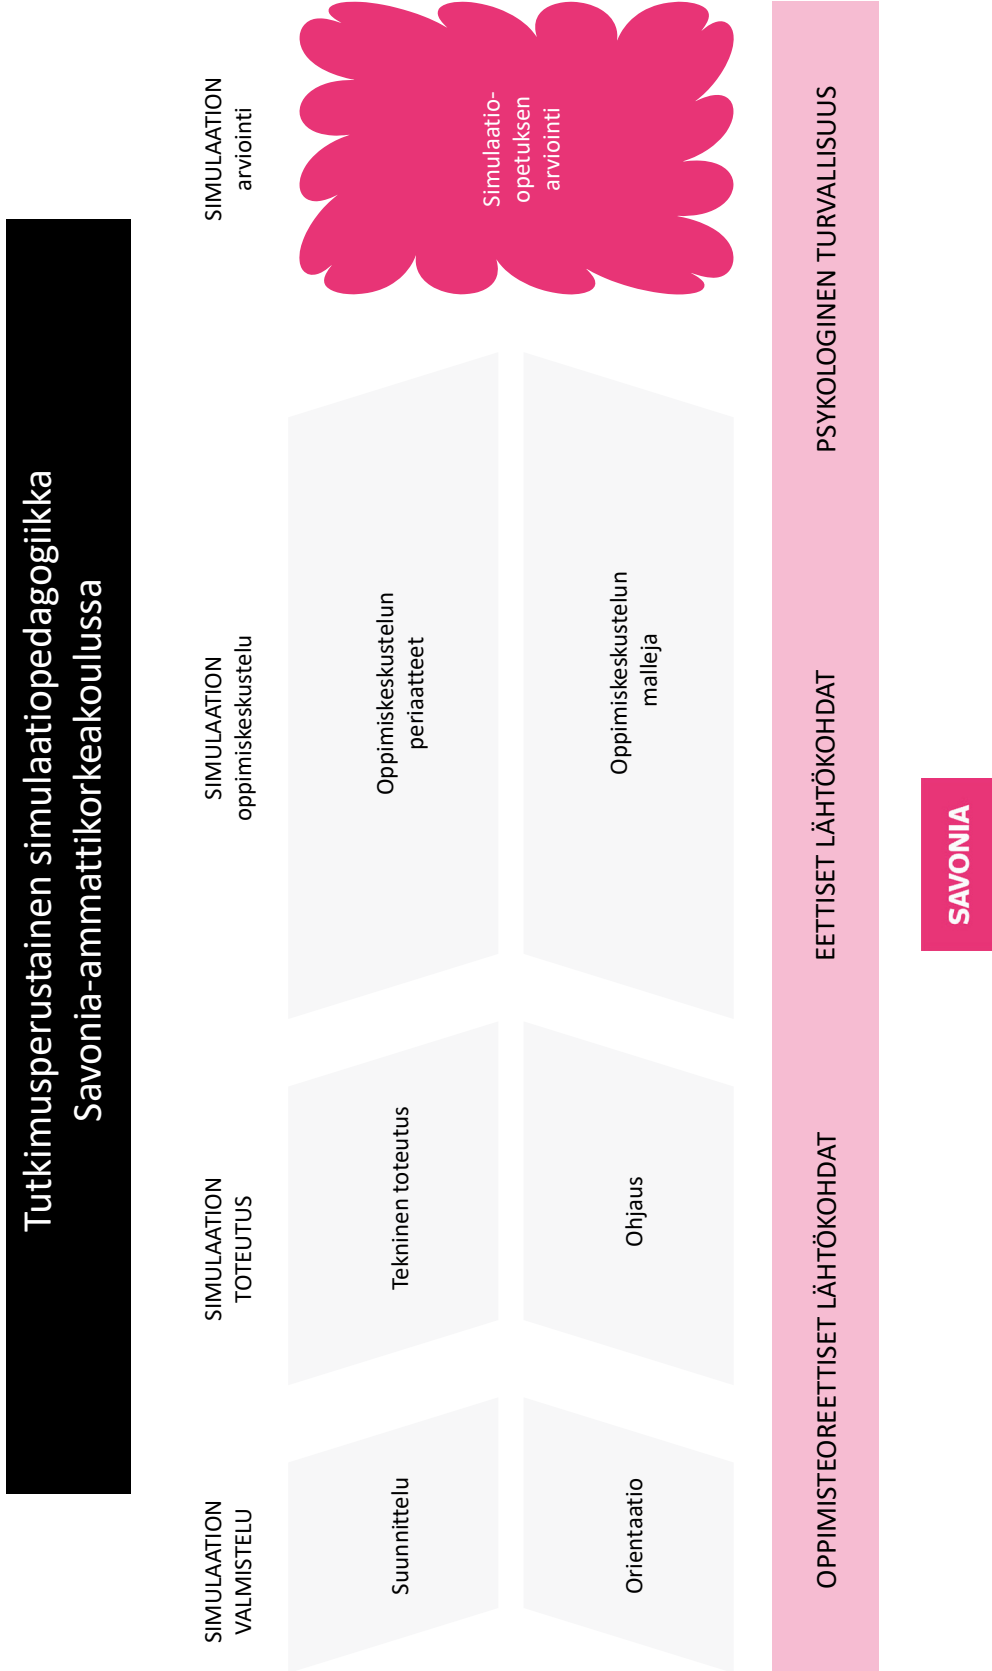 Tutkimusperustainen simulaatiopedagogiikka
Savonia-ammattikorkeakoulussa
SIMULAATION
VALMISTELU
SIMULAATION
TOTEUTUS
SIMULAATION
oppimiskeskustelu
SIMULAATION
arviointi
Suunnittelu
Tekninen toteutus
Oppimiskeskustelun
periaatteet
Simulaatio-
opetuksen
arviointi
Orientaatio
Ohjaus
Oppimiskeskustelun
malleja
OPPIMISTEOREETTISET LÄHTÖKOHDAT
EETTISET LÄHTÖKOHDAT
PSYKOLOGINEN TURVALLISUUS
SAVONIA